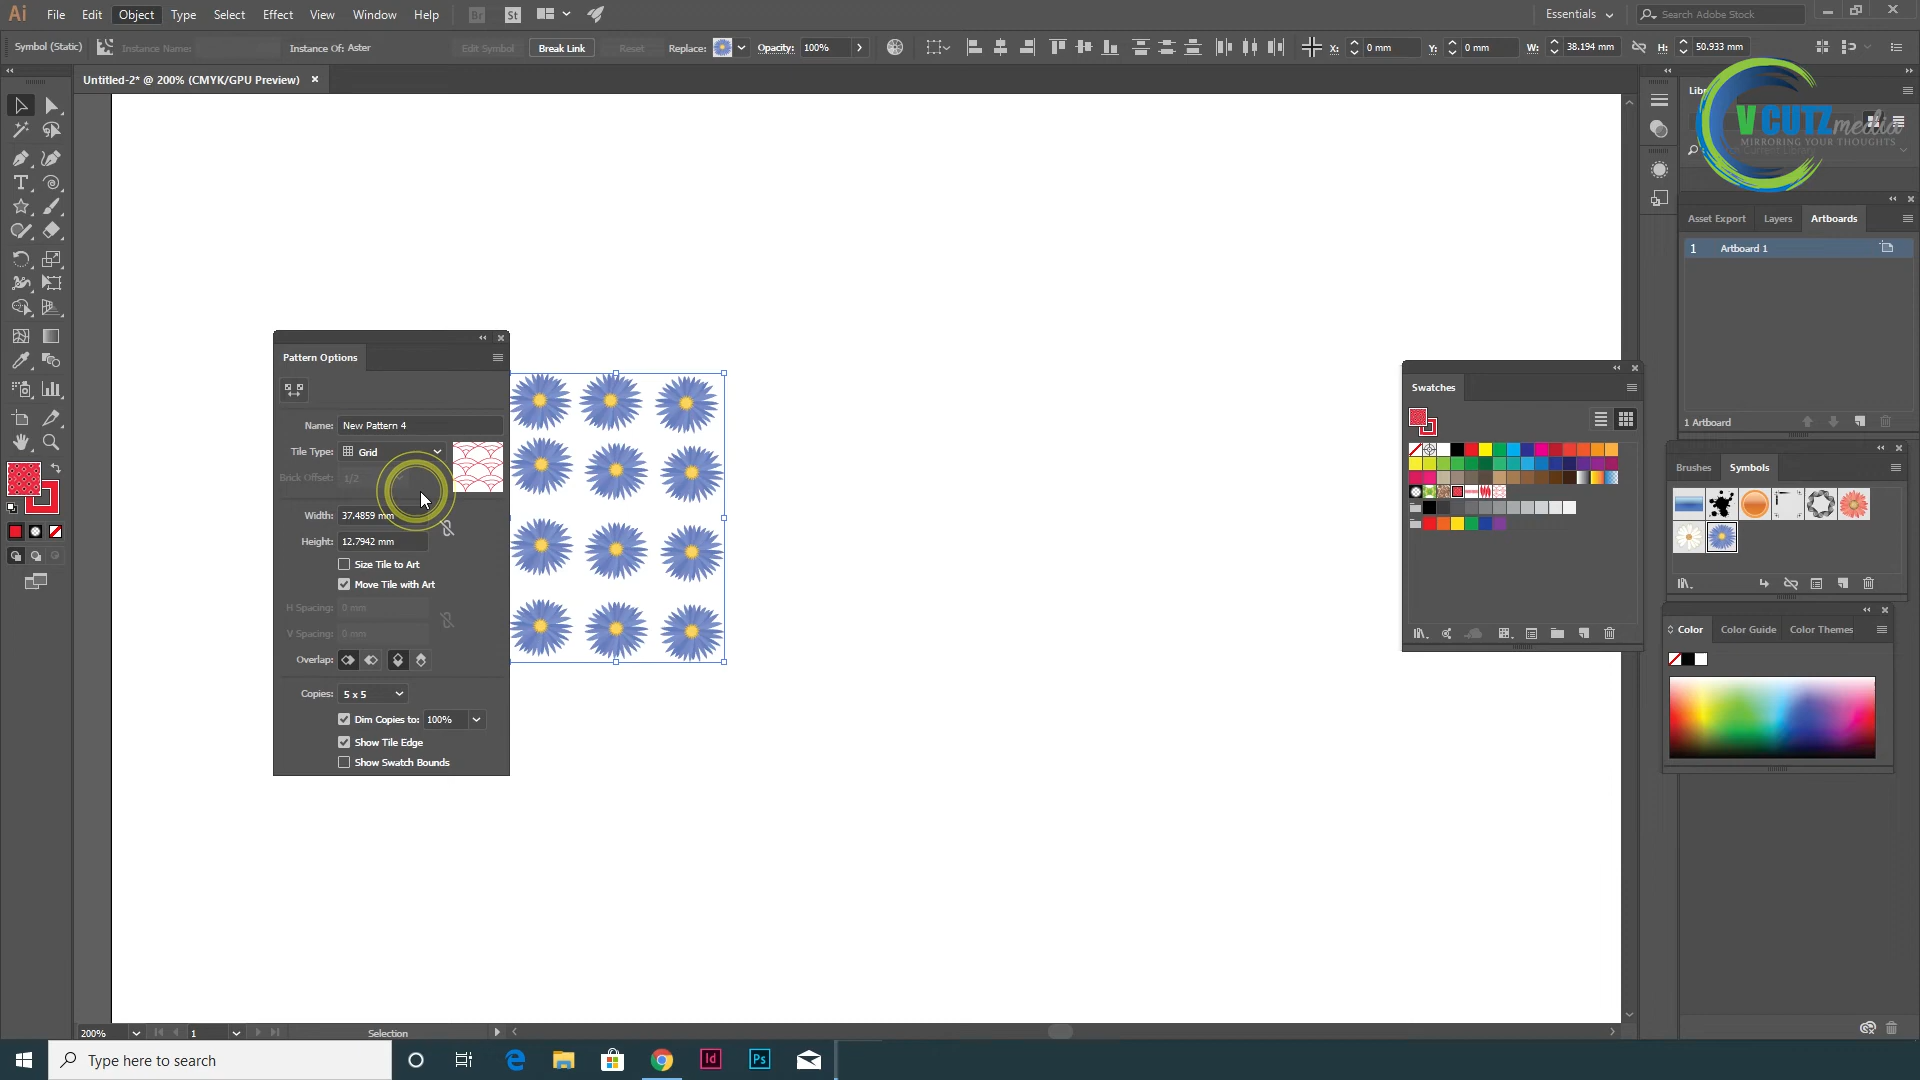 Ai File Edit Object Type Select Effect View Window Help Br St Essentials Search Adobe Stock
Symbol (Static) Instance Name: Instance Of: Aster Edit Symbol Break Link Reset Replace: Opacity: 100% X: 0 mm Y: 0 mm W: 38.194 mm H: 50.933 mm
Untitled-2* @ 200% (CMYK/GPU Preview)
V CUTZ media
MIRRORING YOUR THOUGHTS
Asset Export Layers Artboards
1 Artboard 1
1 Artboard
Pattern Options
Name: New Pattern 4
Tile Type: Grid
Brick Offset: 1/2
Width: 37.4859 mm
Height: 12.7942 mm
Size Tile to Art
Move Tile with Art
H Spacing: 0 mm
V Spacing: 0 mm
Overlap:
Copies: 5 x 5
Dim Copies to: 100%
Show Tile Edge
Show Swatch Bounds
Swatches
Brushes Symbols
Color Color Guide Color Themes
200% 1 Selection
Type here to search
Id Ps